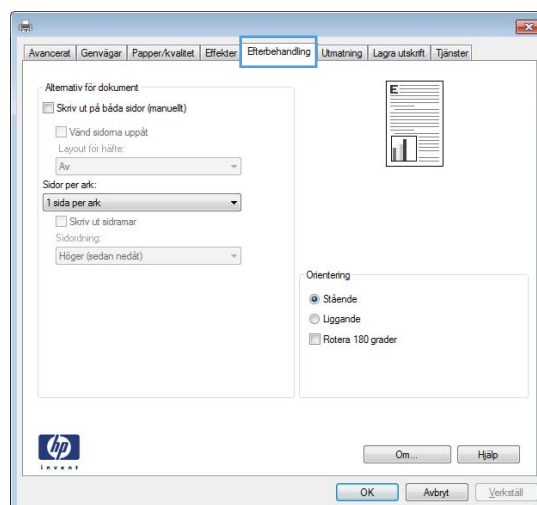 Avancerat Genvägar Papper/kvalitet Effekter Efterbehandling Utmatning Lagra utskrift Tjänster
Alternativ för dokument
Skriv ut på båda sidor (manuellt)
Vänd sidorna uppåt
Layout för häfte:
Av
Sidor per ark:
1 sida per ark
Skriv ut sidramar
Sidordning:
Höger (sedan nedåt)
E
Orientering
Stående
Liggande
Rotera 180 grader
hp
invent
Om... Hjälp
OK Avbryt Verkställ